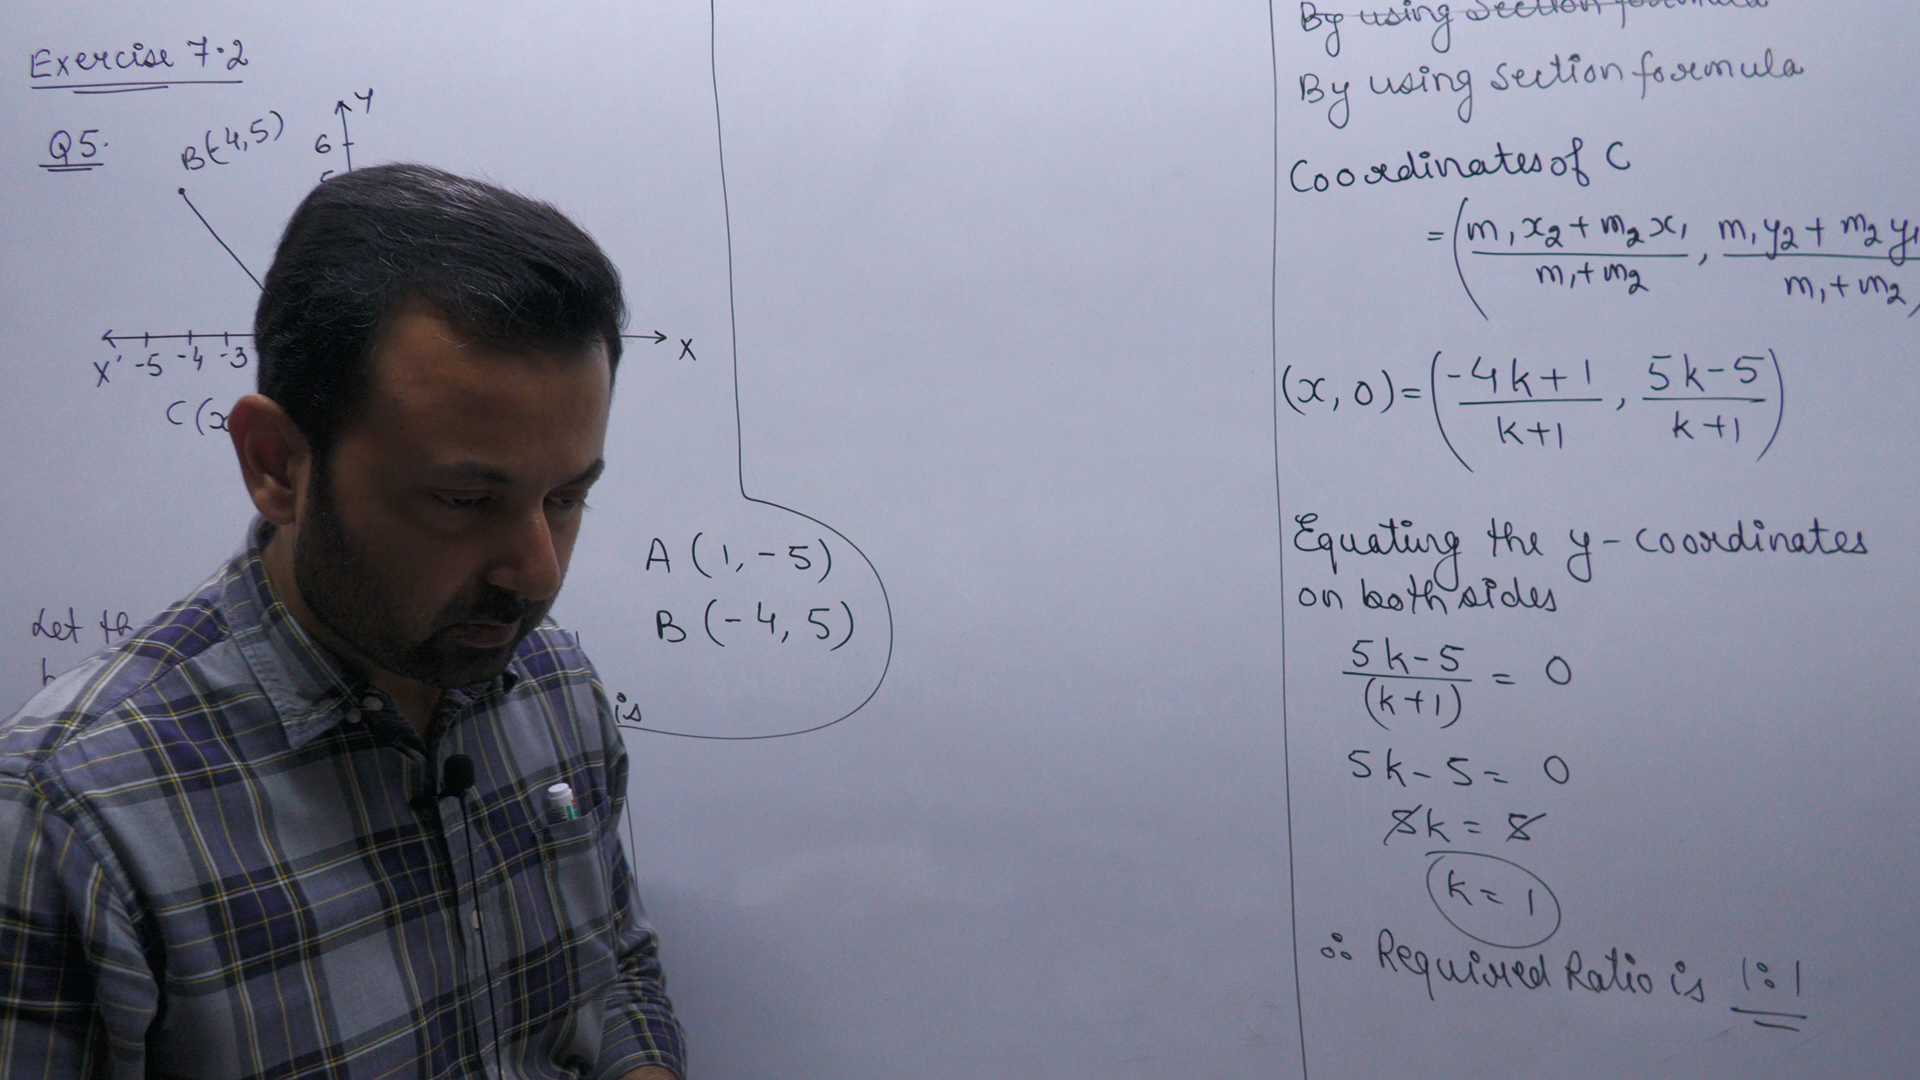 Exercise 7.2
Q5.
B(-4,5)
Y
6
5
X' -5 -4 -3
X
C(x
Let th
A (1, -5)
B (-4, 5)
is
By using section formula
By using section formula
Coordinates of C
= (m1x2 + m2x1 / m1+m2, m1y2 + m2y1 / m1+m2)
(x, 0) = (-4k+1 / k+1, 5k-5 / k+1)
Equating the y-coordinates
on both sides
5k-5 / (k+1) = 0
5k-5 = 0
5k = 5
k = 1
∴ Required Ratio is 1:1